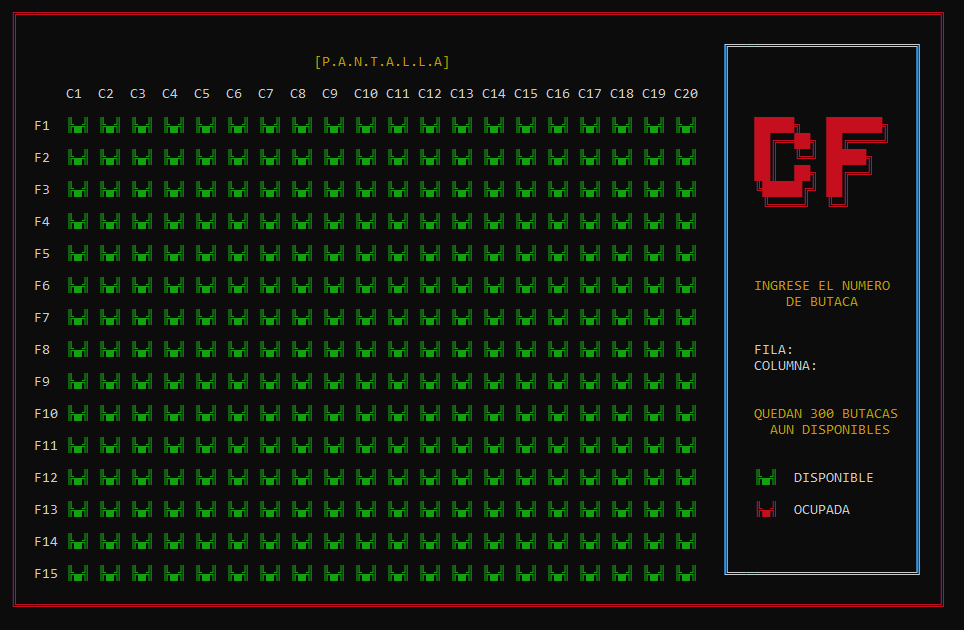 [P.A.N.T.A.L.L.A]
C1 C2 C3 C4 C5 C6 C7 C8 C9 C10 C11 C12 C13 C14 C15 C16 C17 C18 C19 C20
F1
F2
F3
F4
F5
F6
F7
F8
F9
F10
F11
F12
F13
F14
F15
CF
INGRESE EL NUMERO
DE BUTACA
FILA:
COLUMNA:
QUEDAN 300 BUTACAS
AUN DISPONIBLES
DISPONIBLE
OCUPADA